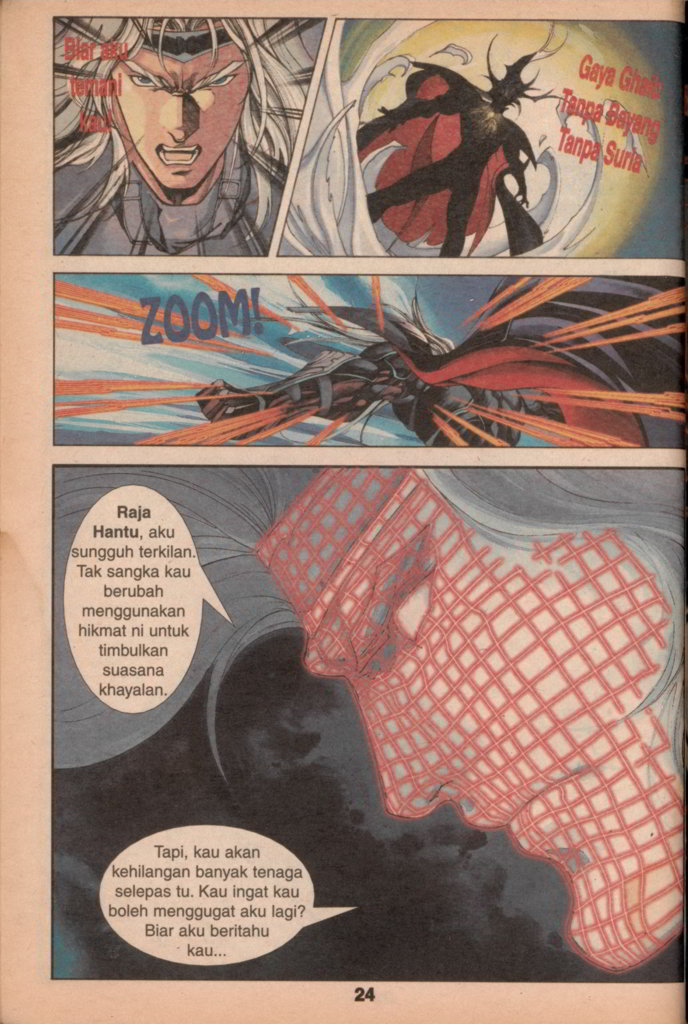 Biar aku
temani
kau!
Gaya Ghaib
Tanpa Bayang
Tanpa Suria
ZOOM!
Raja
Hantu, aku
sungguh terkilan.
Tak sangka kau
berubah
menggunakan
hikmat ni untuk
timbulkan
suasana
khayalan.
Tapi, kau akan
kehilangan banyak tenaga
selepas tu. Kau ingat kau
boleh menggugat aku lagi?
Biar aku beritahu
kau...
24